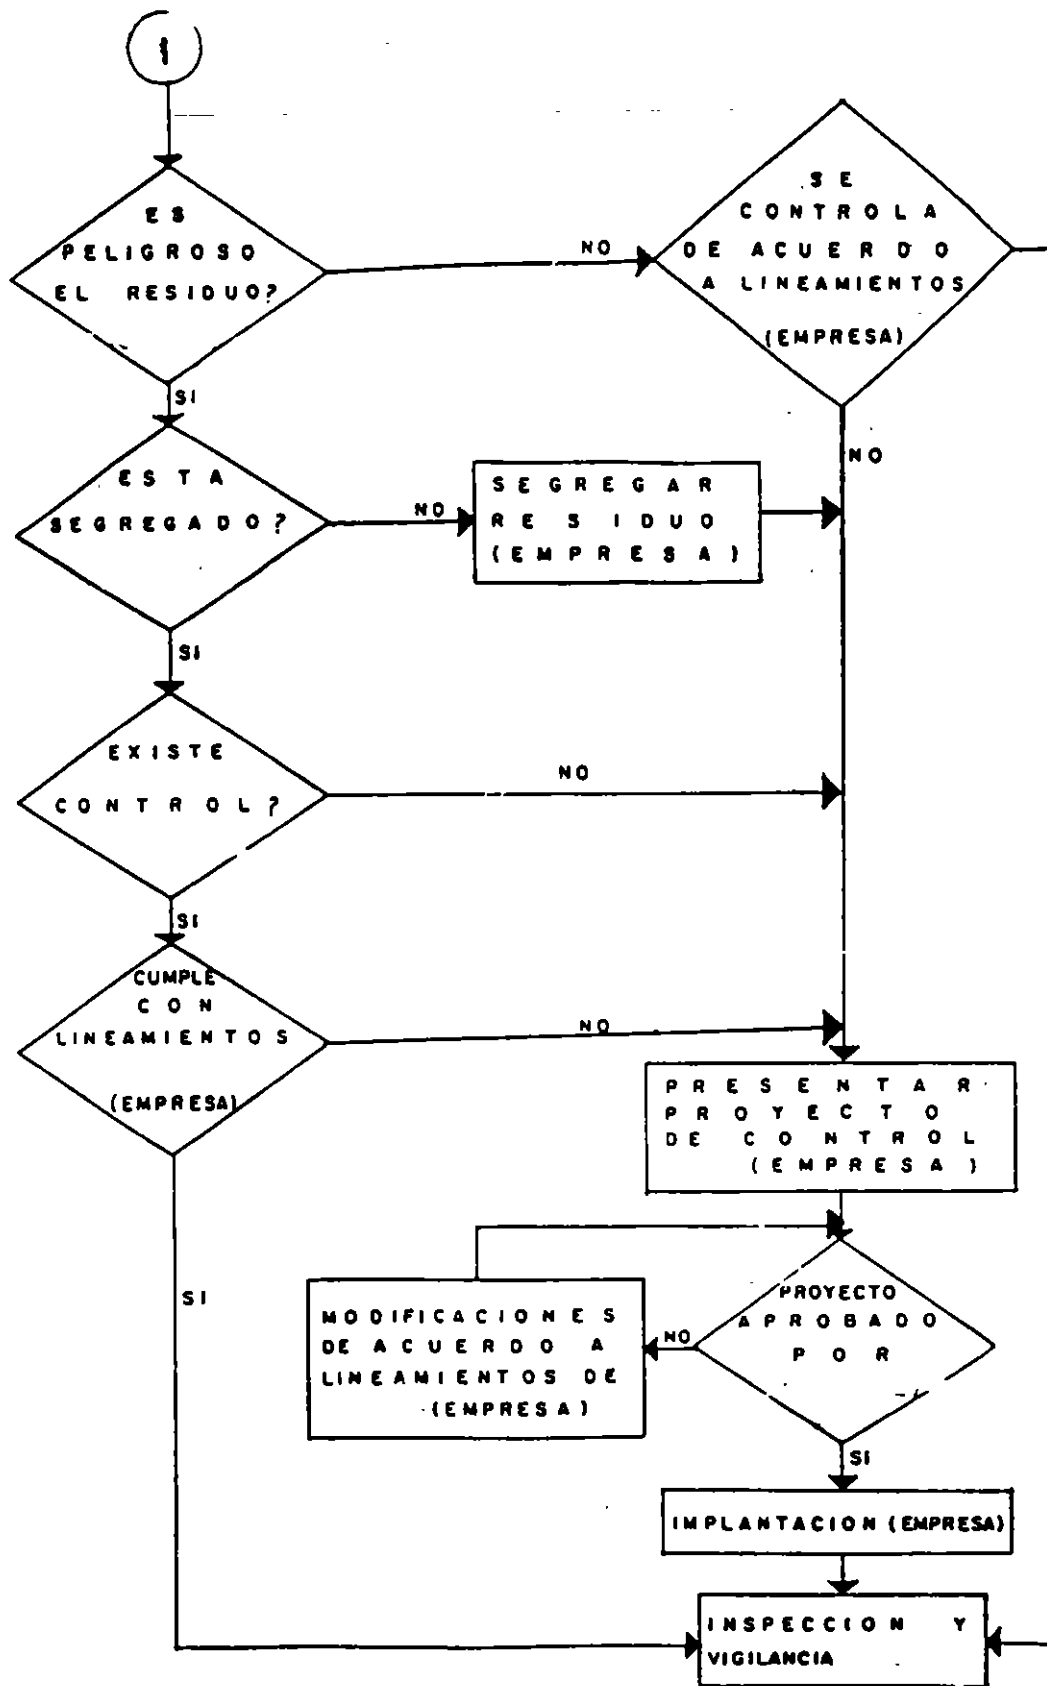 1
ES
PELIGROSO
EL RESIDUO?
NO
SE
CONTROLA
DE ACUERDO
A LINEAMIENTOS
(EMPRESA)
SI
NO
ESTA
SEGREGADO?
NO
SEGREGAR
RESIDUO
(EMPRESA)
SI
EXISTE
CONTROL?
NO
SI
CUMPLE
CON
LINEAMIENTOS
(EMPRESA)
NO
PRESENTAR
PROYECTO
DE CONTROL
(EMPRESA)
SI
PROYECTO
APROBADO
POR
NO
MODIFICACIONES
DE ACUERDO A
LINEAMIENTOS DE
(EMPRESA)
SI
IMPLANTACION (EMPRESA)
INSPECCION Y
VIGILANCIA